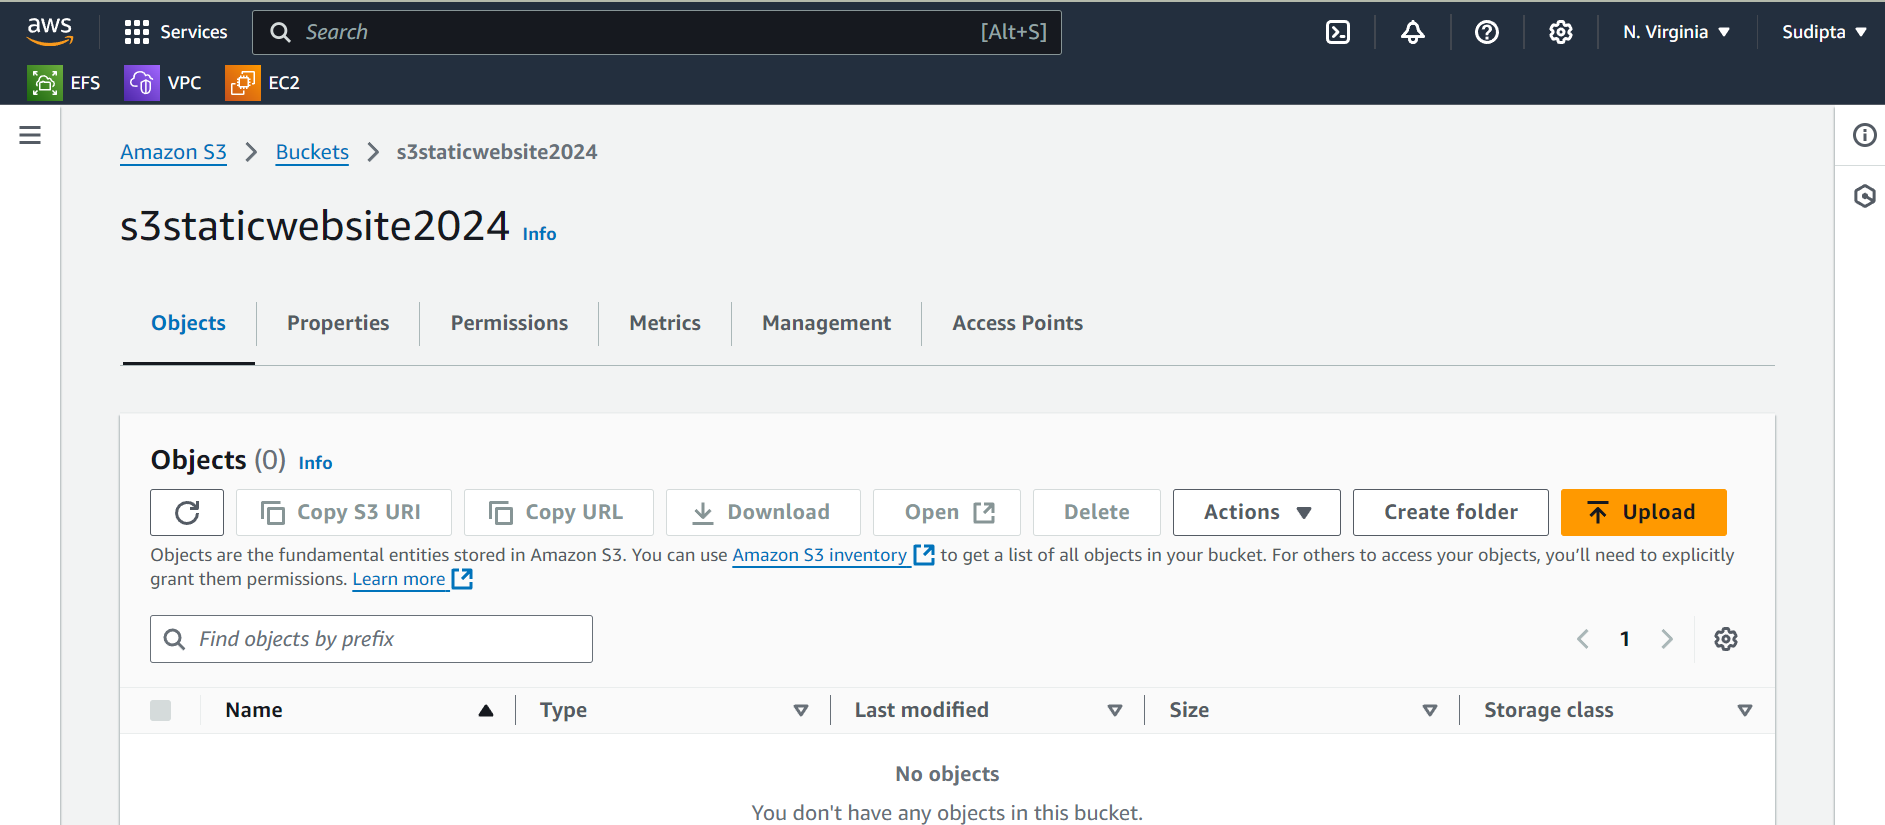 aws Services Search [Alt+S] N. Virginia Sudipta
EFS VPC EC2
Amazon S3 Buckets s3staticwebsite2024
s3staticwebsite2024 Info
Objects Properties Permissions Metrics Management Access Points
Objects (0) Info
Copy S3 URI Copy URL Download Open Delete Actions Create folder Upload
Objects are the fundamental entities stored in Amazon S3. You can use Amazon S3 inventory to get a list of all objects in your bucket. For others to access your objects, you’ll need to explicitly
grant them permissions. Learn more
Find objects by prefix 1
Name Type Last modified Size Storage class
No objects
You don't have any objects in this bucket.